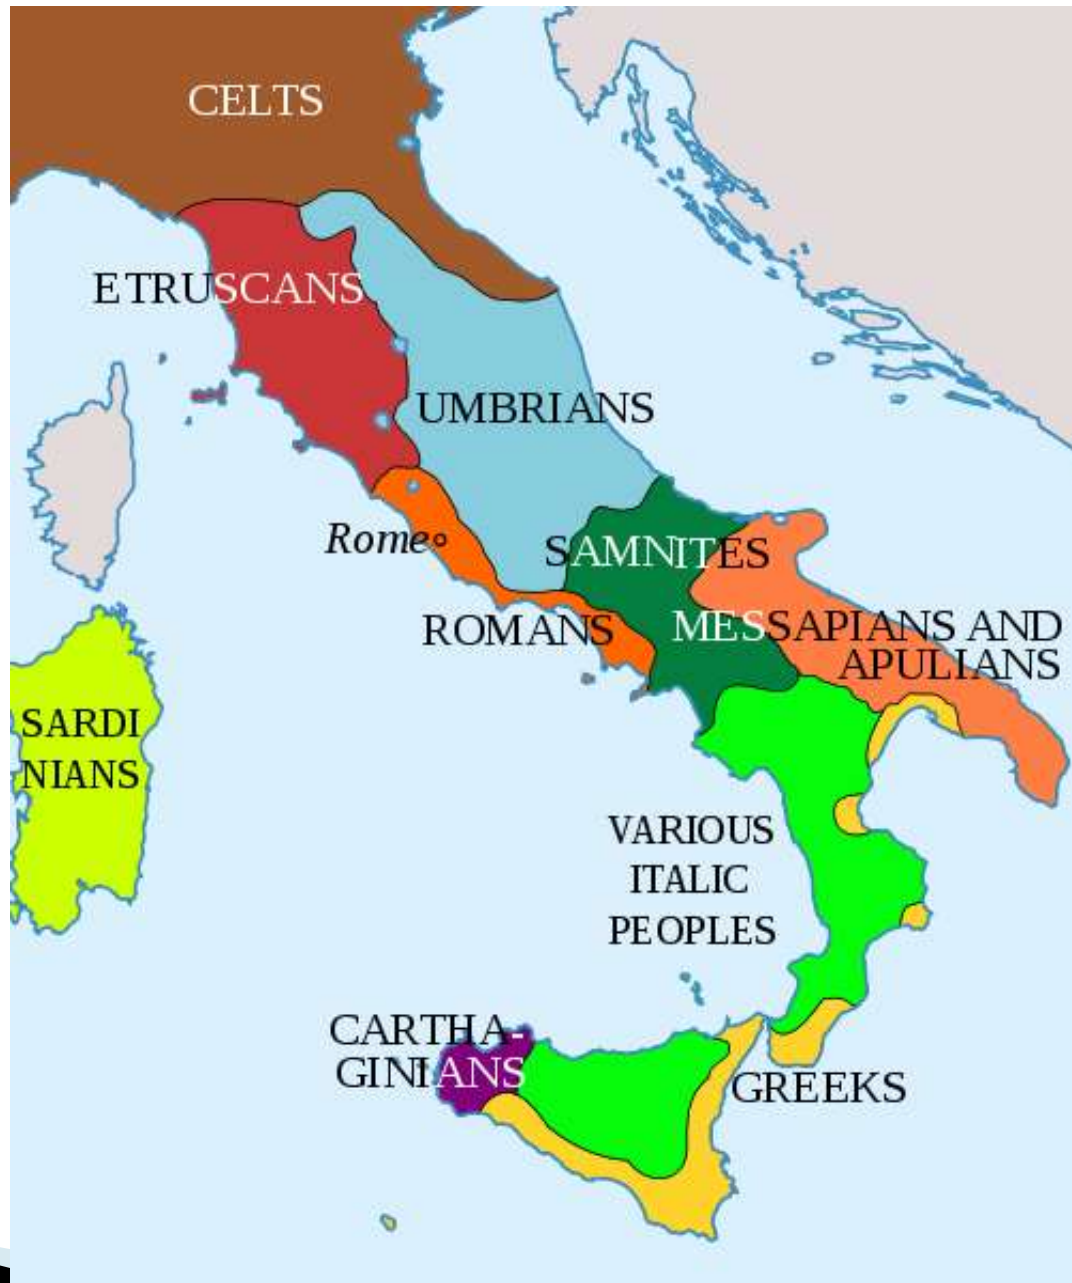 CELTS
ETRUSCANS
UMBRIANS
Rome
SAMNITES
ROMANS
MESSAPIANS AND
APULIANS
SARDI
NIANS
VARIOUS
ITALIC
PEOPLES
CARTHA-
GINIANS
GREEKS